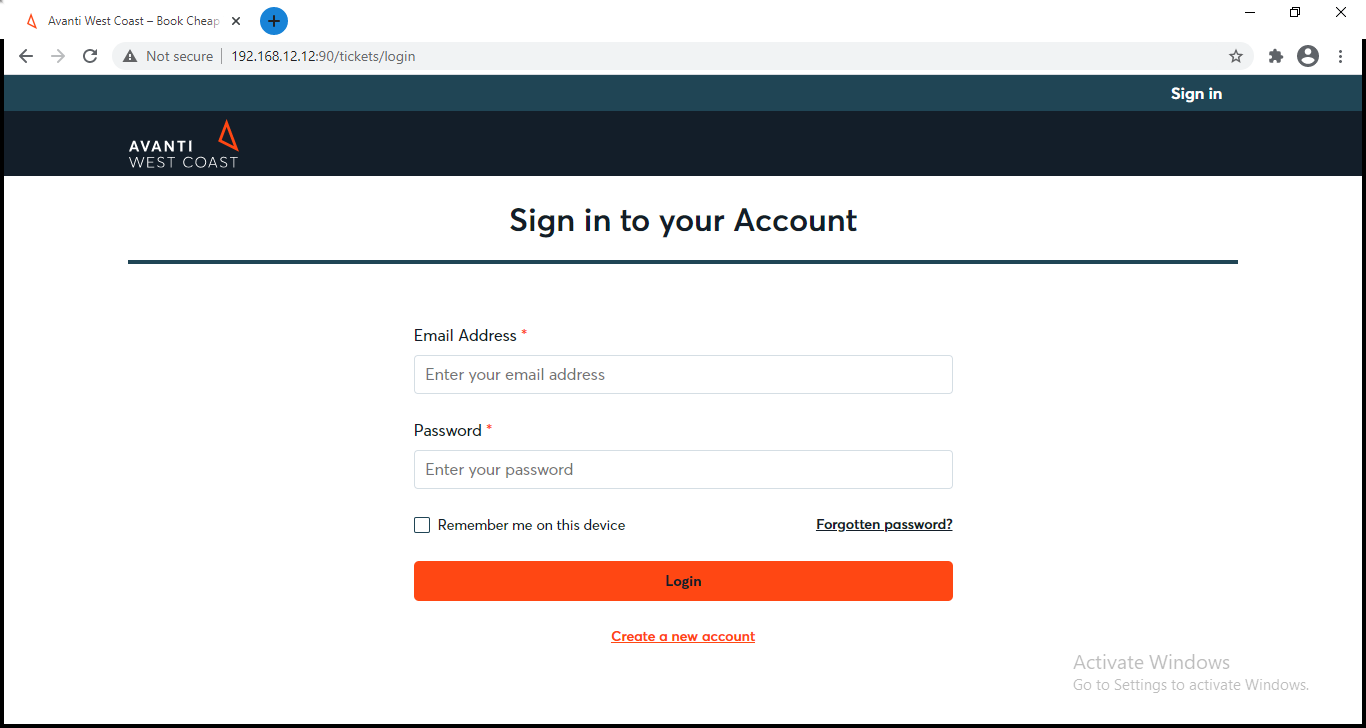 Avanti West Coast – Book Cheap
Not secure 192.168.12.12:90/tickets/login
Sign in
AVANTI
WEST COAST
Sign in to your Account
Email Address *
Enter your email address
Password *
Enter your password
Remember me on this device Forgotten password?
Login
Create a new account
Activate Windows
Go to Settings to activate Windows.